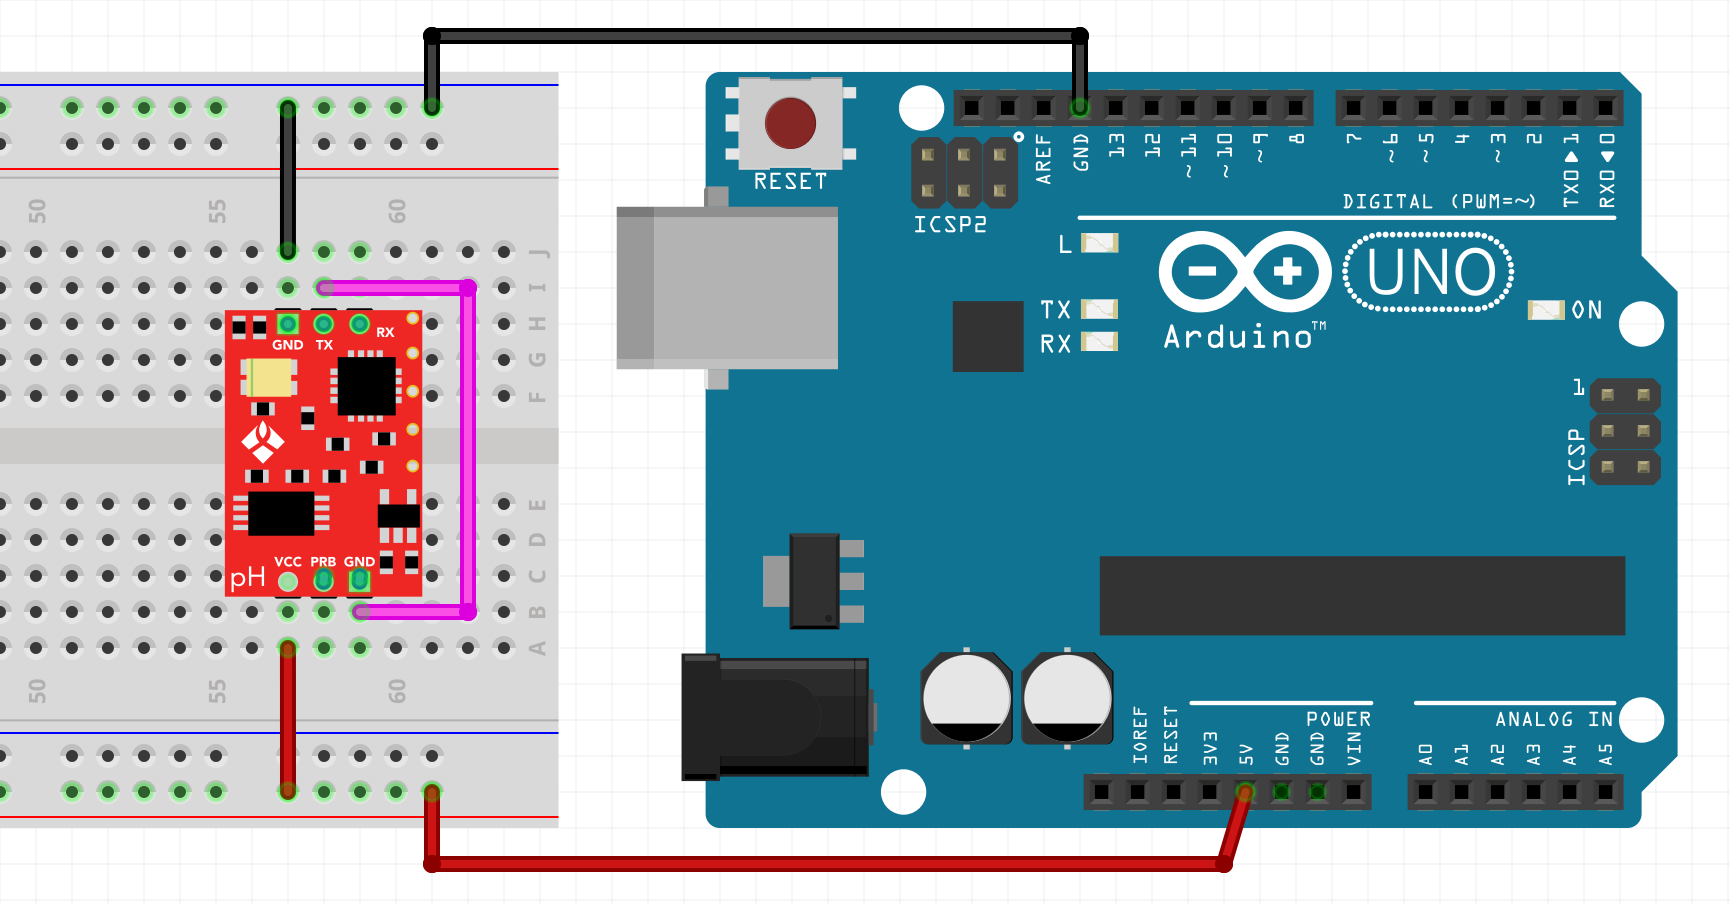 50
55
60
J
I
H
G
F
E
D
C
B
A
GND TX RX
VCC PRB GND
pH
50
55
60
RESET
ICSP2
AREF
GND
13
12
~11
~10
~9
8
7
~6
~5
4
~3
2
TXO▲1
RXO▼0
DIGITAL (PWM=~)
L
TX
RX
Arduino™
UNO
ON
1
ICSP
POWER
ANALOG IN
IOREF
RESET
3V3
5V
GND
GND
VIN
A0
A1
A2
A3
A4
A5